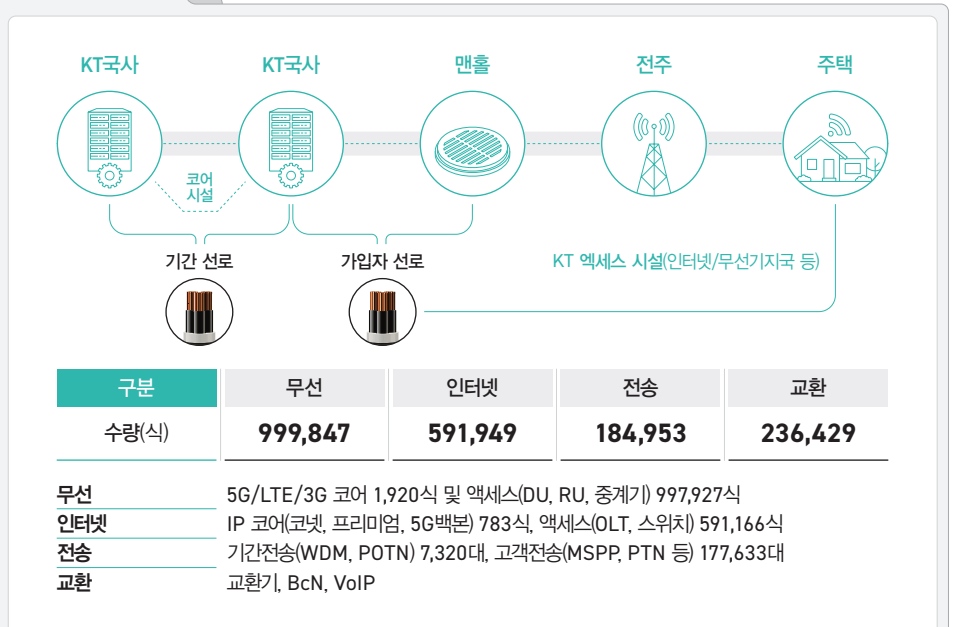 KT국사 KT국사 맨홀 전주 주택
코어
시설
기간 선로 가입자 선로 KT 엑세스 시설(인터넷/무선기지국 등)
구분 무선 인터넷 전송 교환
수량(식) 999,847 591,949 184,953 236,429
무선 5G/LTE/3G 코어 1,920식 및 액세스(DU, RU, 중계기) 997,927식
인터넷 IP 코어(코넷, 프리미엄, 5G백본) 783식, 액세스(OLT, 스위치) 591,166식
전송 기간전송(WDM, POTN) 7,320대, 고객전송(MSPP, PTN 등) 177,633대
교환 교환기, BcN, VoIP